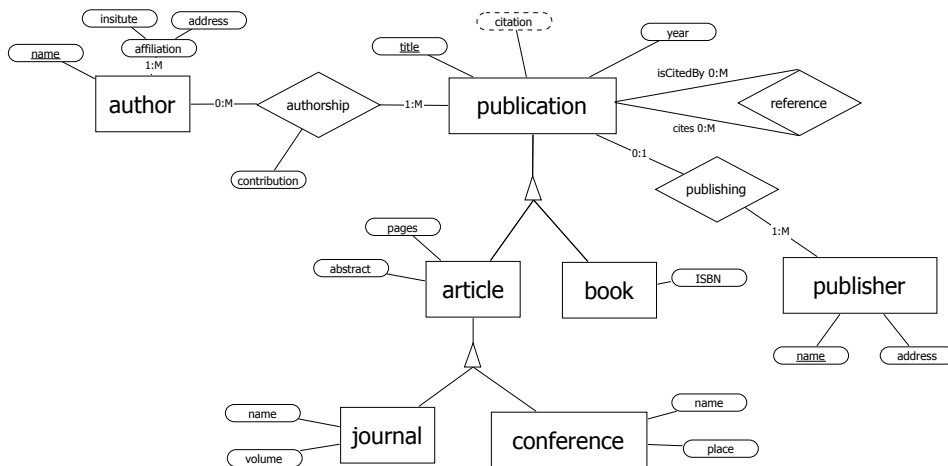 insitute
address
citation
name
affiliation
title
year
1:M
isCitedBy 0:M
author
0:M
authorship
1:M
publication
reference
cites 0:M
0:1
contribution
publishing
pages
1:M
abstract
article
book
ISBN
publisher
name
address
name
name
journal
conference
volume
place